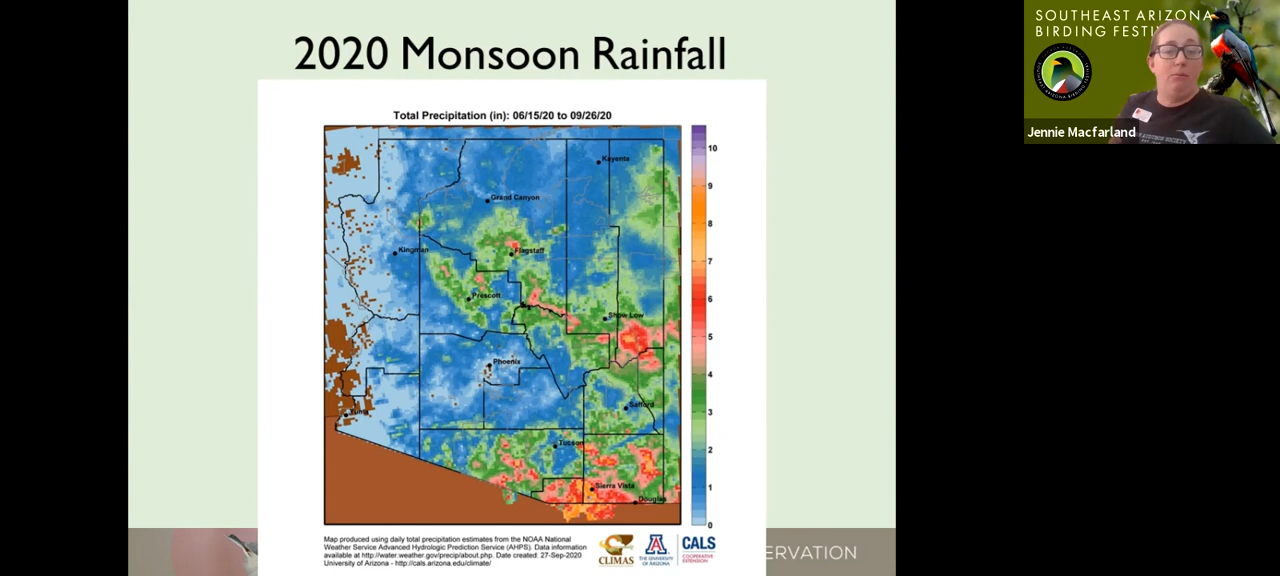 2020 Monsoon Rainfall
Total Precipitation (in): 06/15/20 to 09/26/20
Kayenta
Grand Canyon
Kingman
Flagstaff
Prescott
Show Low
Phoenix
Safford
Yuma
Tucson
Sierra Vista
Douglas
10
9
8
7
6
5
4
3
2
1
0
Map produced using daily total precipitation estimates from the NOAA National
Weather Service Advanced Hydrologic Prediction Service (AHPS). Data information
available at http://water.weather.gov/precip/about.php. Date created: 27-Sep-2020
University of Arizona - http://cals.arizona.edu/climate/
CLIMAS
THE UNIVERSITY
OF ARIZONA
CALS
COOPERATIVE
EXTENSION
ERVATION
SOUTHEAST ARIZONA
BIRDING FESTI
AUDUBON SOCIETY
Jennie Macfarland